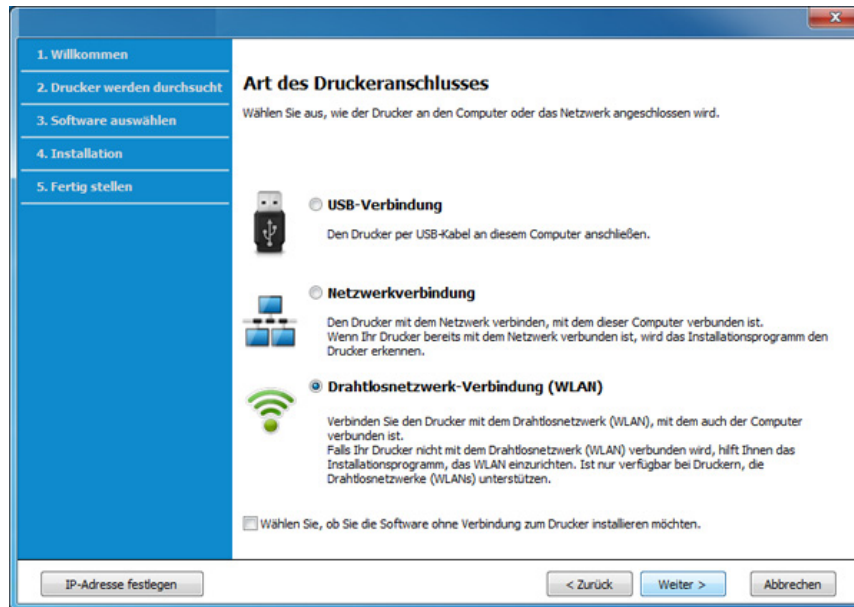 1. Willkommen
2. Drucker werden durchsucht
3. Software auswählen
4. Installation
5. Fertig stellen
Art des Druckeranschlusses
Wählen Sie aus, wie der Drucker an den Computer oder das Netzwerk angeschlossen wird.
USB-Verbindung
Den Drucker per USB-Kabel an diesem Computer anschließen.
Netzwerkverbindung
Den Drucker mit dem Netzwerk verbinden, mit dem dieser Computer verbunden ist.
Wenn Ihr Drucker bereits mit dem Netzwerk verbunden ist, wird das Installationsprogramm den
Drucker erkennen.
Drahtlosnetzwerk-Verbindung (WLAN)
Verbinden Sie den Drucker mit dem Drahtlosnetzwerk (WLAN), mit dem auch der Computer
verbunden ist.
Falls Ihr Drucker nicht mit dem Drahtlosnetzwerk (WLAN) verbunden wird, hilft Ihnen das
Installationsprogramm, das WLAN einzurichten. Ist nur verfügbar bei Druckern, die
Drahtlosnetzwerke (WLANs) unterstützen.
Wählen Sie, ob Sie die Software ohne Verbindung zum Drucker installieren möchten.
IP-Adresse festlegen
< Zurück
Weiter >
Abbrechen